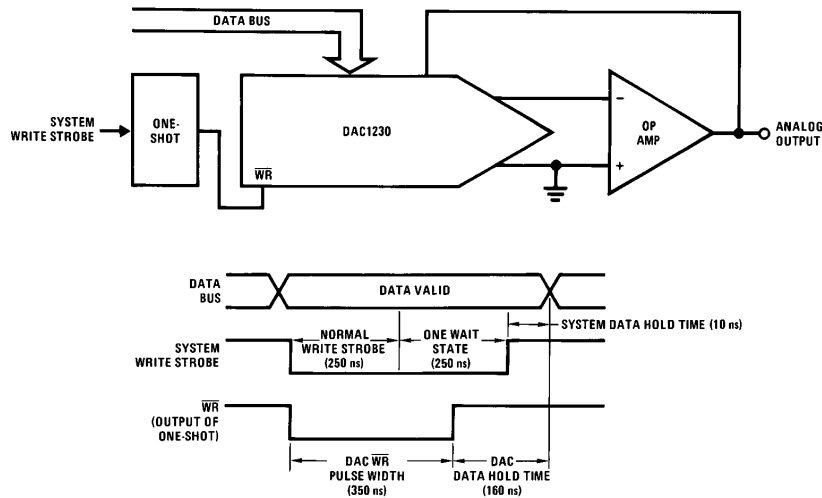 DATA BUS
SYSTEM
WRITE STROBE
ONE-
SHOT
DAC1230
WR
−
+
OP
AMP
ANALOG
OUTPUT
DATA
BUS
DATA VALID
SYSTEM DATA HOLD TIME (10 ns)
SYSTEM
WRITE STROBE
NORMAL
WRITE STROBE
(250 ns)
ONE WAIT
STATE
(250 ns)
WR
(OUTPUT OF
ONE-SHOT)
DAC WR
PULSE WIDTH
(350 ns)
DAC
DATA HOLD TIME
(160 ns)